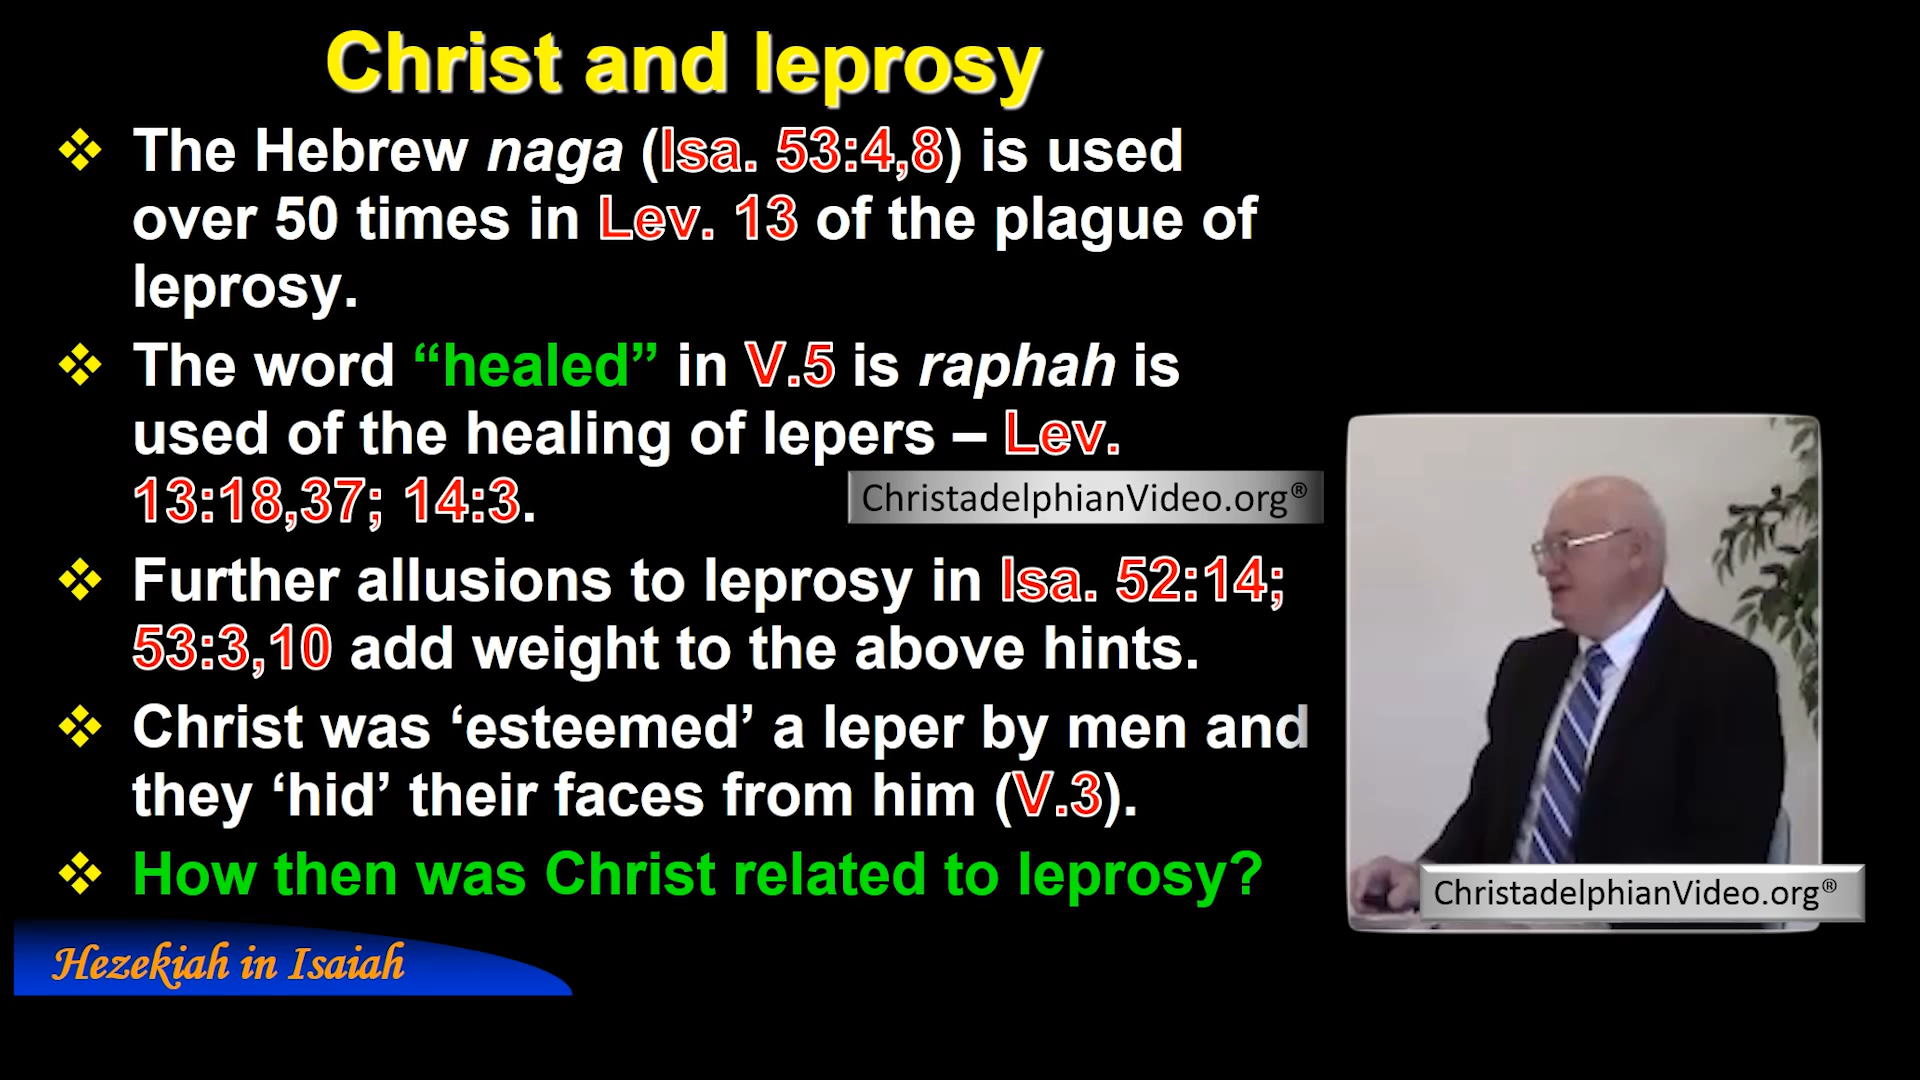 Christ and leprosy
❖ The Hebrew naga (Isa. 53:4,8) is used
over 50 times in Lev. 13 of the plague of
leprosy.
❖ The word “healed” in V.5 is raphah is
used of the healing of lepers – Lev.
13:18,37; 14:3.
ChristadelphianVideo.org®
❖ Further allusions to leprosy in Isa. 52:14;
53:3,10 add weight to the above hints.
❖ Christ was ‘esteemed’ a leper by men and
they ‘hid’ their faces from him (V.3).
❖ How then was Christ related to leprosy?
ChristadelphianVideo.org®
Hezekiah in Isaiah